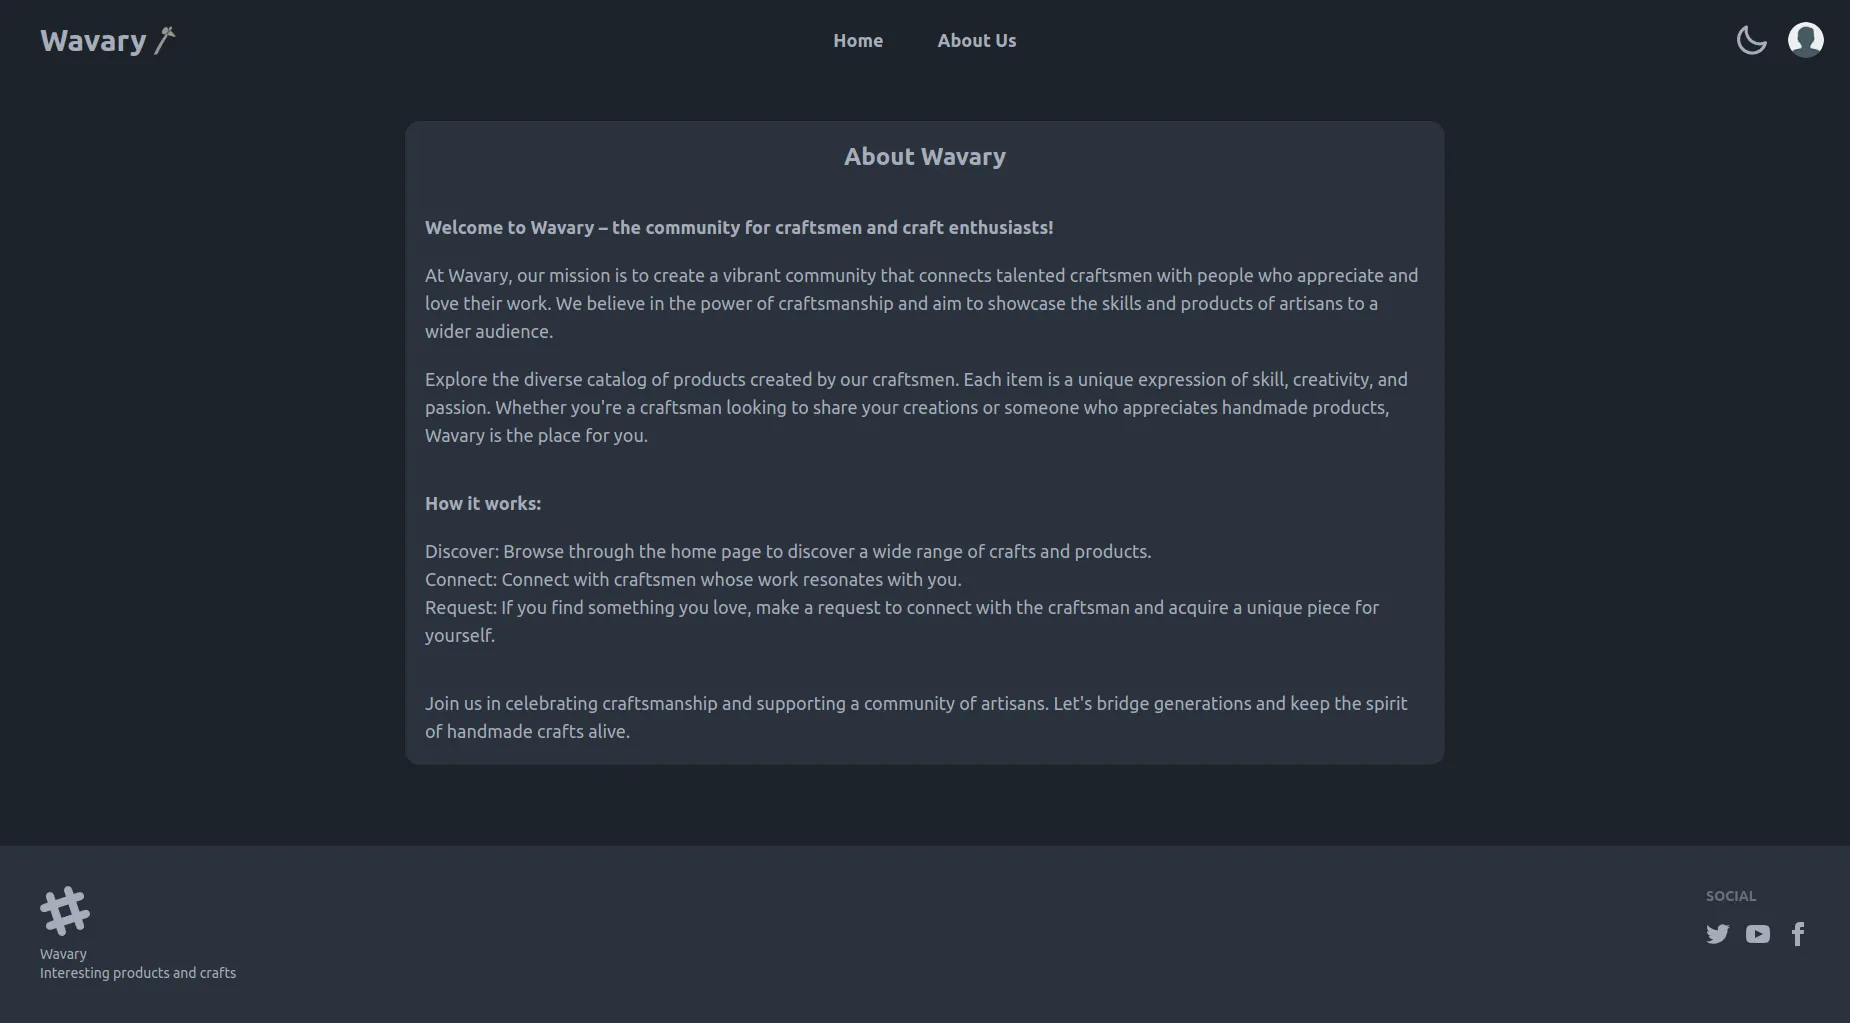 Wavary
Home
About Us
About Wavary
Welcome to Wavary – the community for craftsmen and craft enthusiasts!
At Wavary, our mission is to create a vibrant community that connects talented craftsmen with people who appreciate and
love their work. We believe in the power of craftsmanship and aim to showcase the skills and products of artisans to a
wider audience.
Explore the diverse catalog of products created by our craftsmen. Each item is a unique expression of skill, creativity, and
passion. Whether you're a craftsman looking to share your creations or someone who appreciates handmade products,
Wavary is the place for you.
How it works:
Discover: Browse through the home page to discover a wide range of crafts and products.
Connect: Connect with craftsmen whose work resonates with you.
Request: If you find something you love, make a request to connect with the craftsman and acquire a unique piece for
yourself.
Join us in celebrating craftsmanship and supporting a community of artisans. Let's bridge generations and keep the spirit
of handmade crafts alive.
Wavary
Interesting products and crafts
SOCIAL